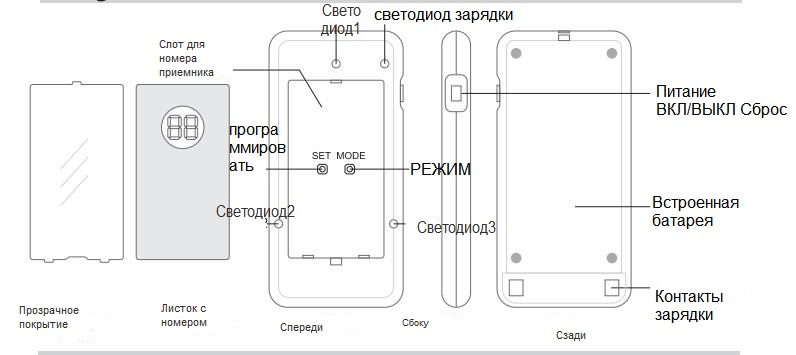 Свето
диод1
светодиод зарядки
Слот для
номера
приемника
88
програ
ммиров
ать
SET MODE
РЕЖИМ
Светодиод2
Светодиод3
Питание
ВКЛ/ВЫКЛ Сброс
Встроенная
батарея
Контакты
зарядки
Прозрачное
покрытие
Листок с
номером
Спереди
Сбоку
Сзади